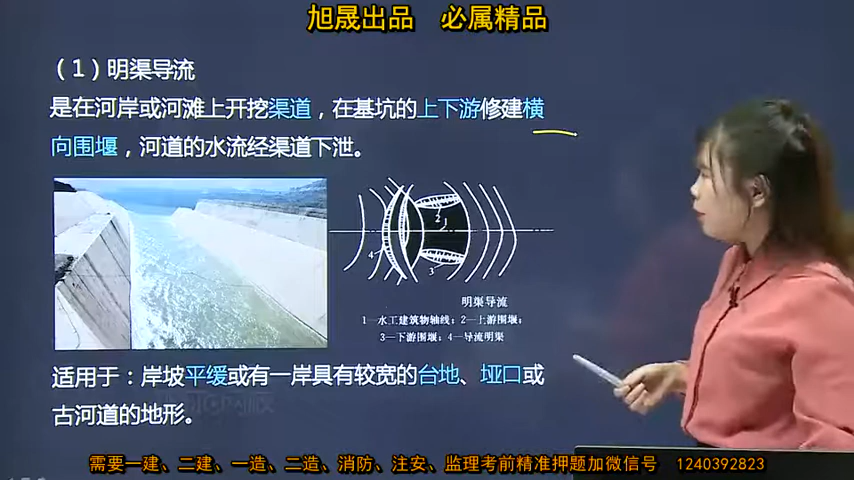 旭晟出品 必属精品
（1）明渠导流
是在河岸或河滩上开挖渠道，在基坑的上下游修建横
向围堰，河道的水流经渠道下泄。
2
1
4
3
明渠导流
1—水工建筑物轴线；2—上游围堰；
3—下游围堰；4—导流明渠
适用于：岸坡平缓或有一岸具有较宽的台地、垭口或
古河道的地形。
需要一建、二建、一造、二造、消防、注安、监理考前精准押题加微信号 1240392823